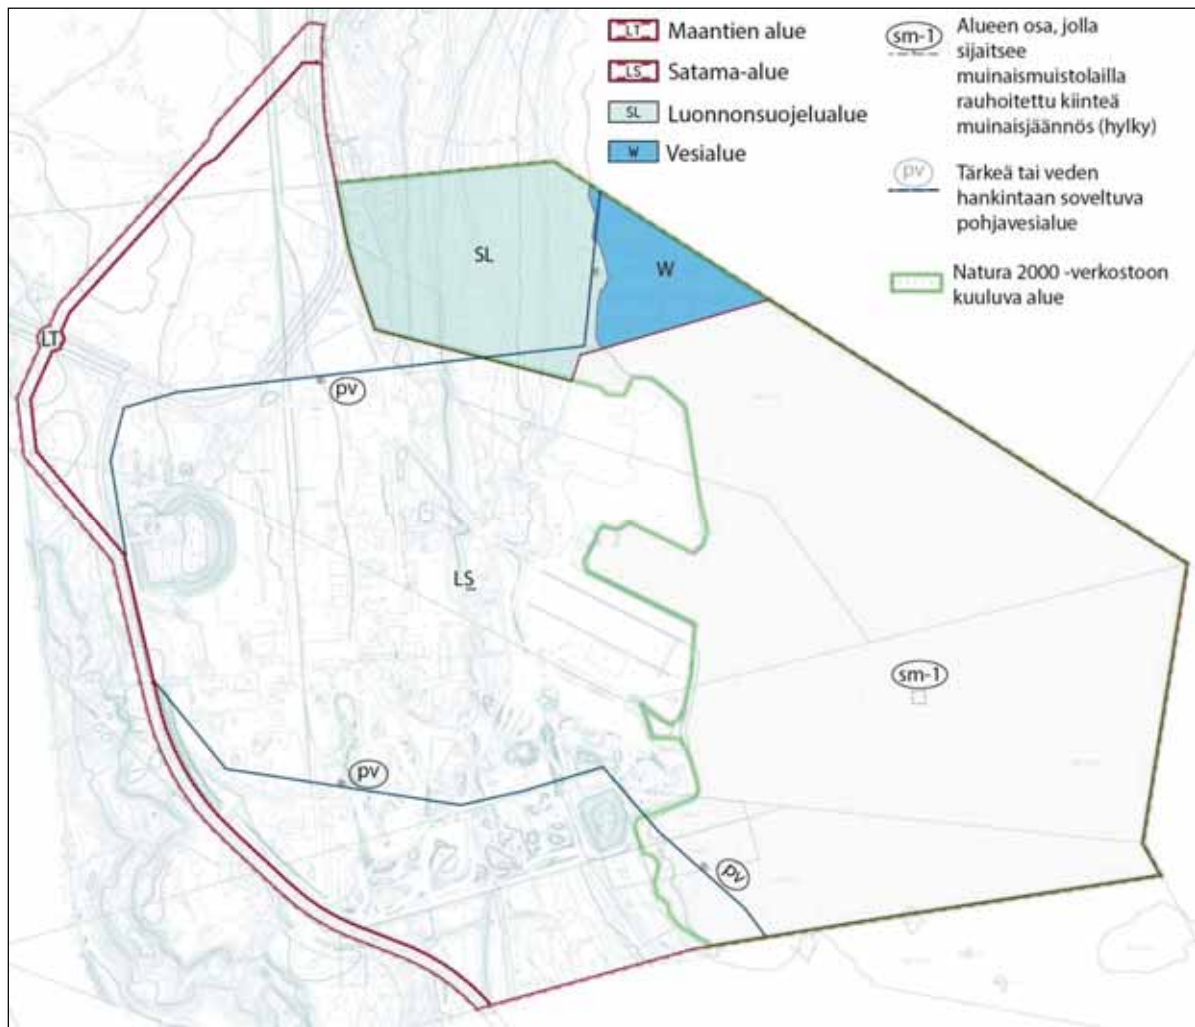 LT Maantien alue
LS Satama-alue
SL Luonnonsuojelualue
W Vesialue
sm-1 Alueen osa, jolla
sijaitsee
muinaismuistolailla
rauhoitettu kiinteä
muinaisjäännös (hylky)
pv Tärkeä tai veden
hankintaan soveltuva
pohjavesialue
Natura 2000 -verkostoon
kuuluva alue
SL
W
LT
pv
LS
sm-1
pv
pv